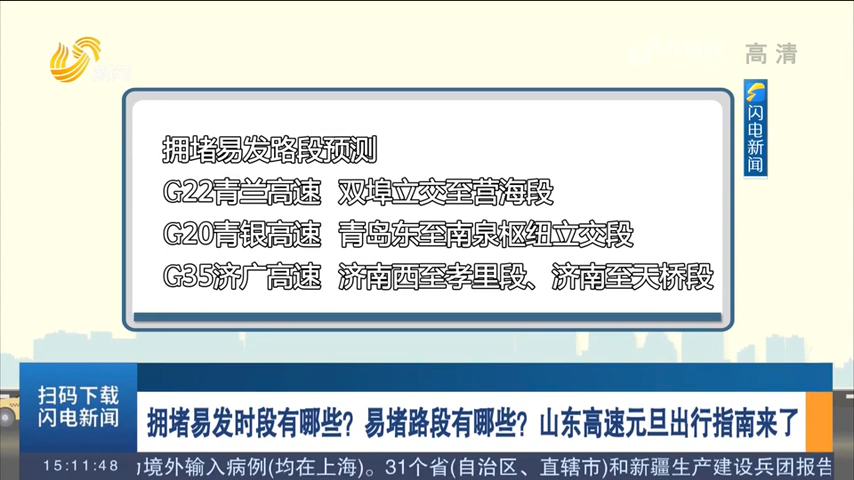 高清
闪电新闻
拥堵易发路段预测
G22青兰高速 双埠立交至营海段
G20青银高速 青岛东至南泉枢纽立交段
G35济广高速 济南西至孝里段、济南至天桥段
扫码下载
闪电新闻
拥堵易发时段有哪些？易堵路段有哪些？山东高速元旦出行指南来了
15:11:48
境外输入病例(均在上海)。31个省(自治区、直辖市)和新疆生产建设兵团报告